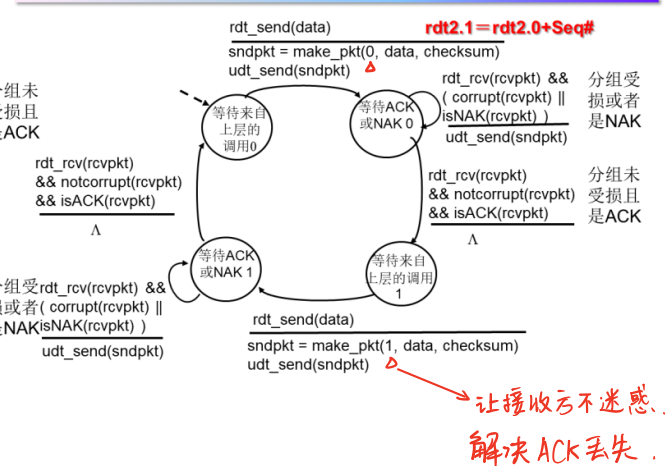 rdt_send(data)
rdt2.1=rdt2.0+Seq#
sndpkt = make_pkt(0, data, checksum)
udt_send(sndpkt)
分组未
受损且
是ACK
等待来自
上层的
调用0
等待ACK
或NAK 0
rdt_rcv(rcvpkt) &&
( corrupt(rcvpkt) ||
isNAK(rcvpkt) )
udt_send(sndpkt)
分组受
损或者
是NAK
rdt_rcv(rcvpkt)
&& notcorrupt(rcvpkt)
&& isACK(rcvpkt)
Λ
rdt_rcv(rcvpkt)
&& notcorrupt(rcvpkt)
&& isACK(rcvpkt)
Λ
分组未
受损且
是ACK
等待ACK
或NAK 1
等待来自
上层的调用
1
分组受
损或者
是NAK
rdt_rcv(rcvpkt) &&
( corrupt(rcvpkt) ||
isNAK(rcvpkt) )
udt_send(sndpkt)
rdt_send(data)
sndpkt = make_pkt(1, data, checksum)
udt_send(sndpkt)
让接收方不迷惑、
解决ACK丢失.